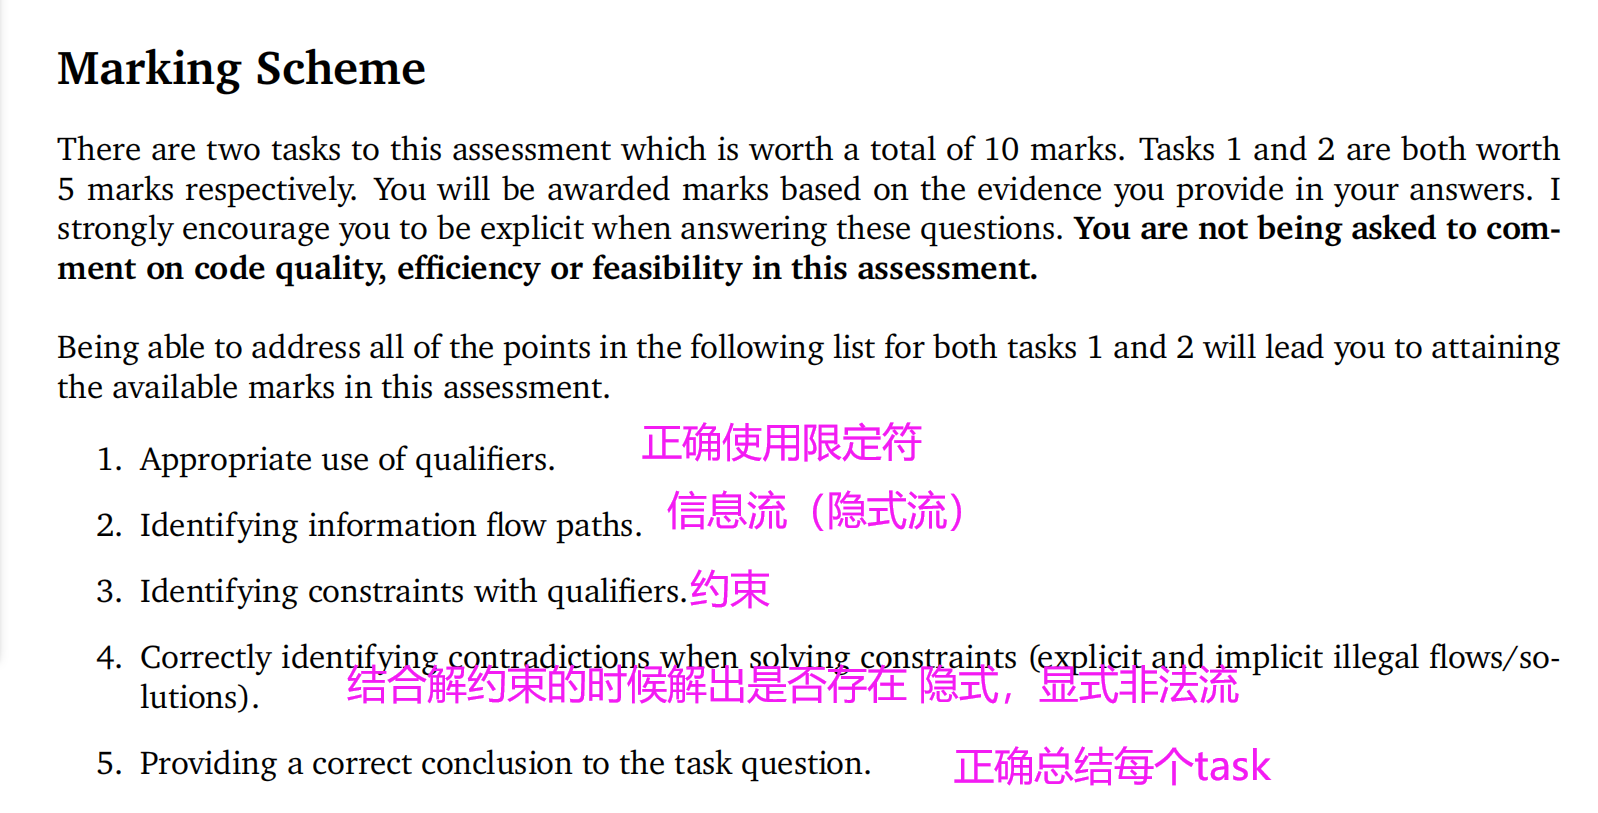 Marking Scheme
There are two tasks to this assessment which is worth a total of 10 marks. Tasks 1 and 2 are both worth
5 marks respectively. You will be awarded marks based on the evidence you provide in your answers. I
strongly encourage you to be explicit when answering these questions. You are not being asked to com-
ment on code quality, efficiency or feasibility in this assessment.
Being able to address all of the points in the following list for both tasks 1 and 2 will lead you to attaining
the available marks in this assessment.
1. Appropriate use of qualifiers. 正确使用限定符
2. Identifying information flow paths. 信息流（隐式流）
3. Identifying constraints with qualifiers. 约束
4. Correctly identifying contradictions when solving constraints (explicit and implicit illegal flows/so-
lutions). 结合解约束的时候解出是否存在 隐式，显式非法流
5. Providing a correct conclusion to the task question. 正确总结每个task